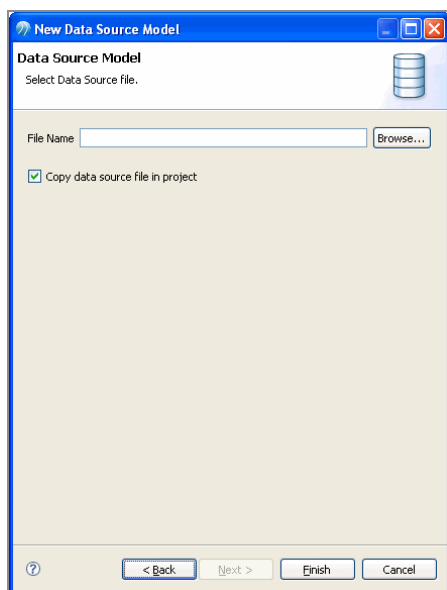 New Data Source Model
Data Source Model
Select Data Source file.
File Name
Browse...
Copy data source file in project
?
< Back
Next >
Finish
Cancel